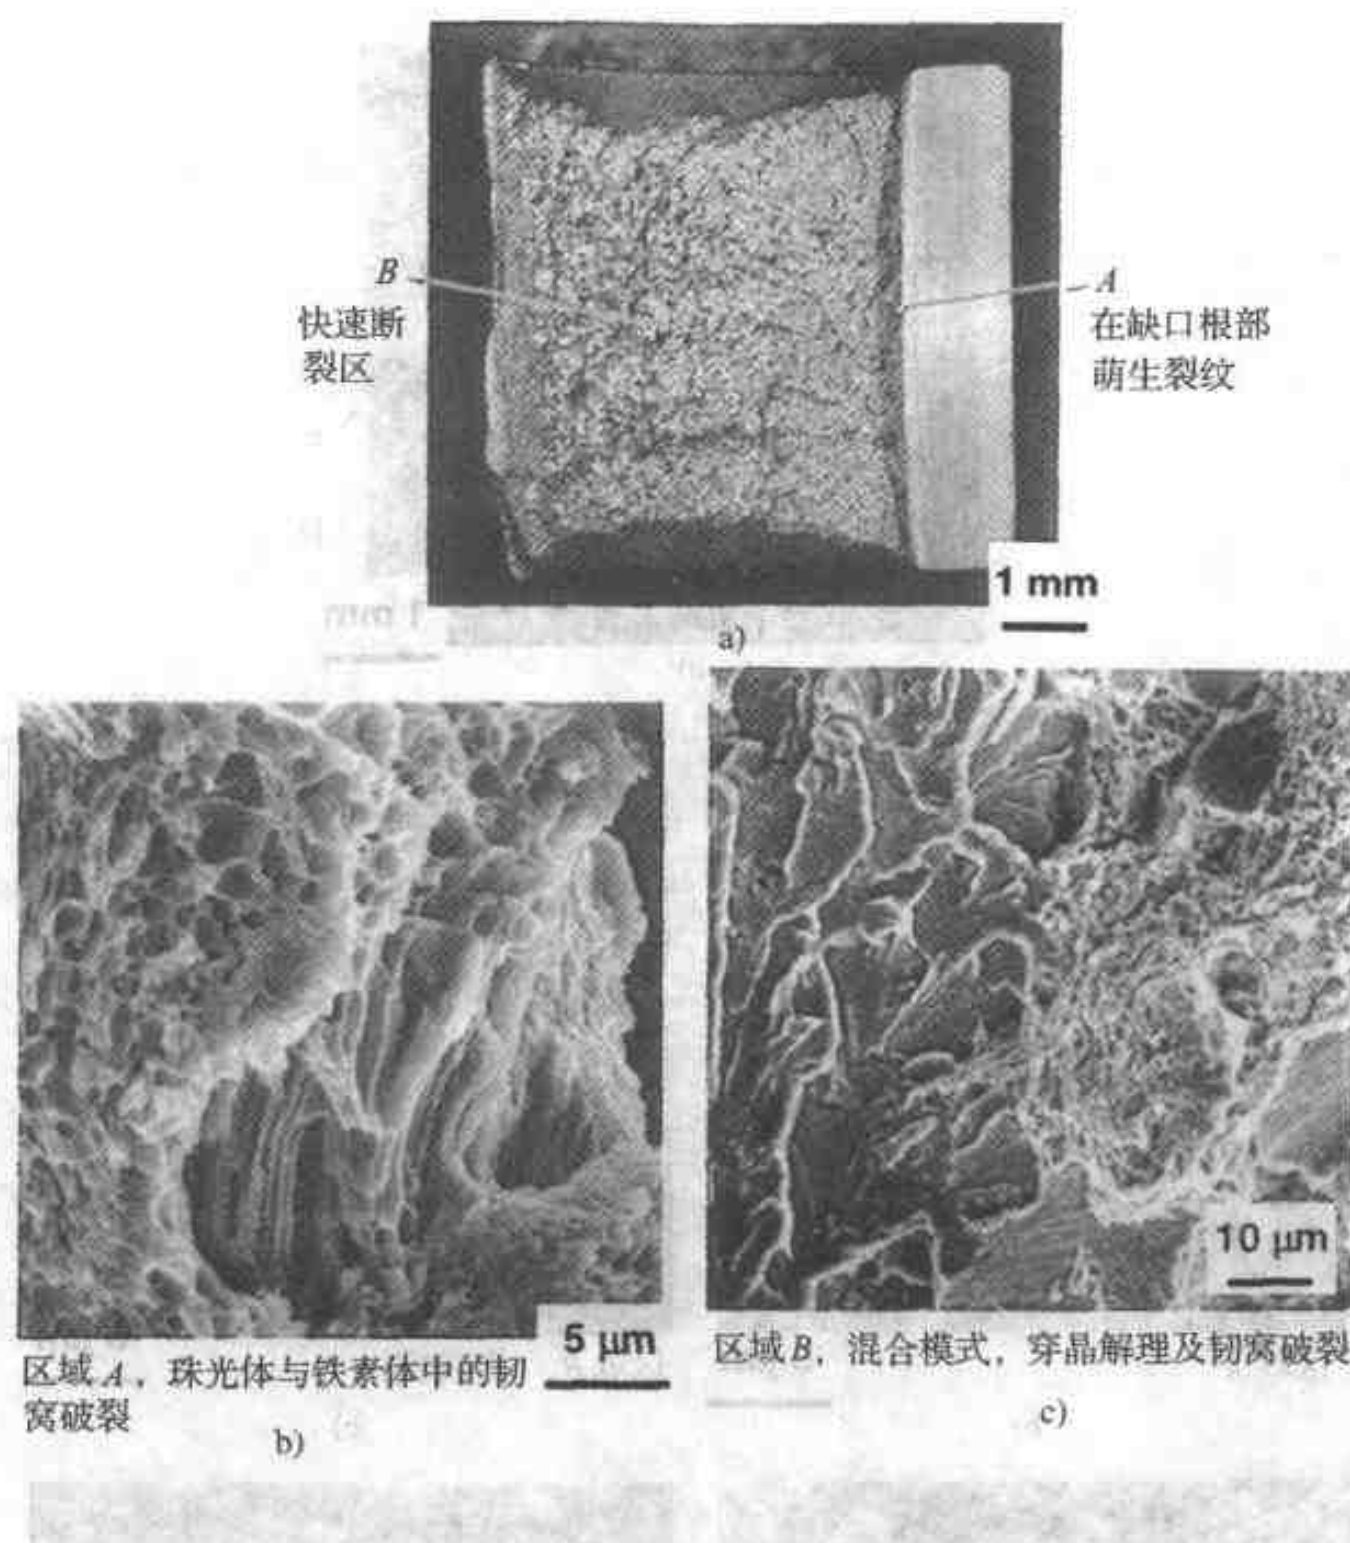 B
快速断
裂区
A
在缺口根部
萌生裂纹
1 mm
a)
5 μm
区域A，珠光体与铁素体中的韧
窝破裂
b)
10 μm
区域B，混合模式，穿晶解理及韧窝破裂
c)